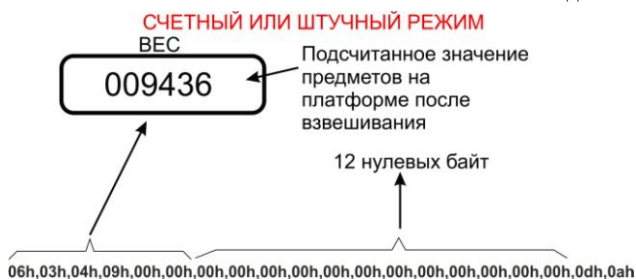 СЧЕТНЫЙ ИЛИ ШТУЧНЫЙ РЕЖИМ
ВЕС
009436
Подсчитанное значение
предметов на
платформе после
взвешивания
12 нулевых байт
06h,03h,04h,09h,00h,00h,00h,00h,00h,00h,00h,00h,00h,00h,00h,00h,00h,00h,0dh,0ah